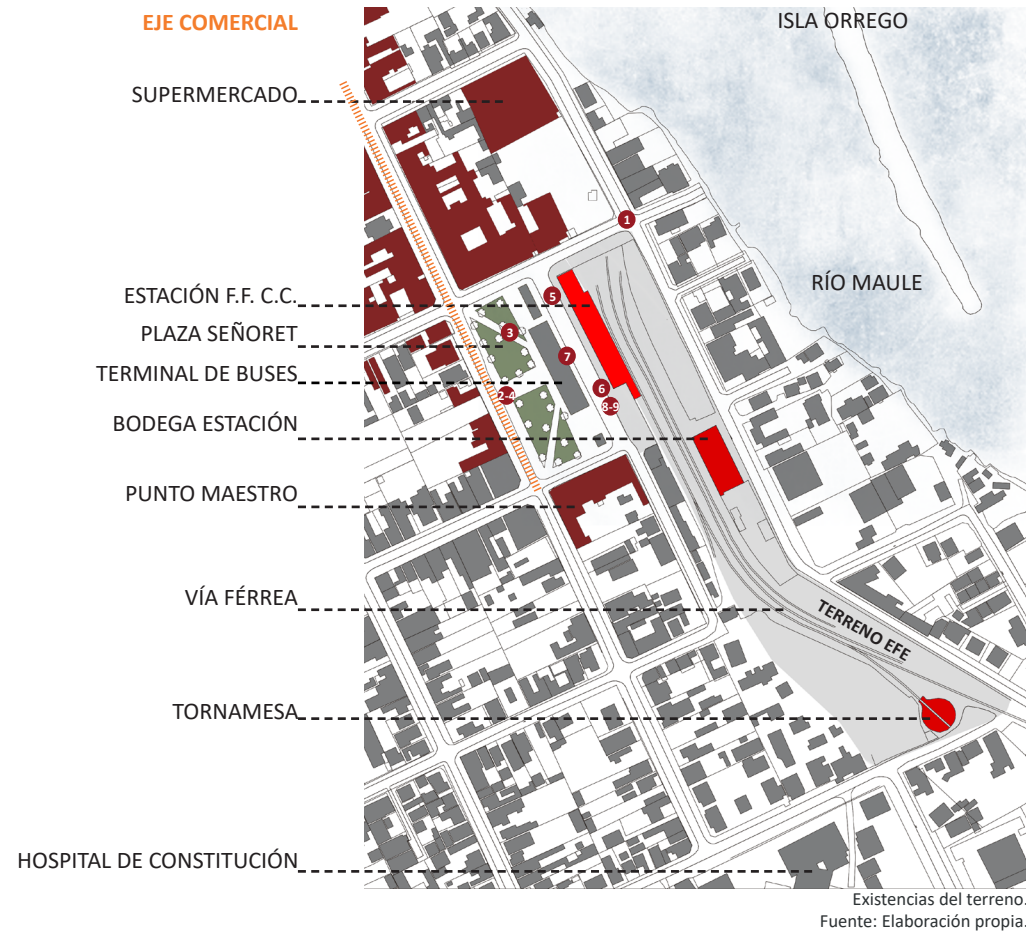 EJE COMERCIAL
ISLA ORREGO
SUPERMERCADO
1
RÍO MAULE
ESTACIÓN F.F. C.C.
5
PLAZA SEÑORET
3
7
TERMINAL DE BUSES
6
2-4
8-9
BODEGA ESTACIÓN
PUNTO MAESTRO
VÍA FÉRREA
TERRENO EFE
TORNAMESA
HOSPITAL DE CONSTITUCIÓN
Existencias del terreno.
Fuente: Elaboración propia.